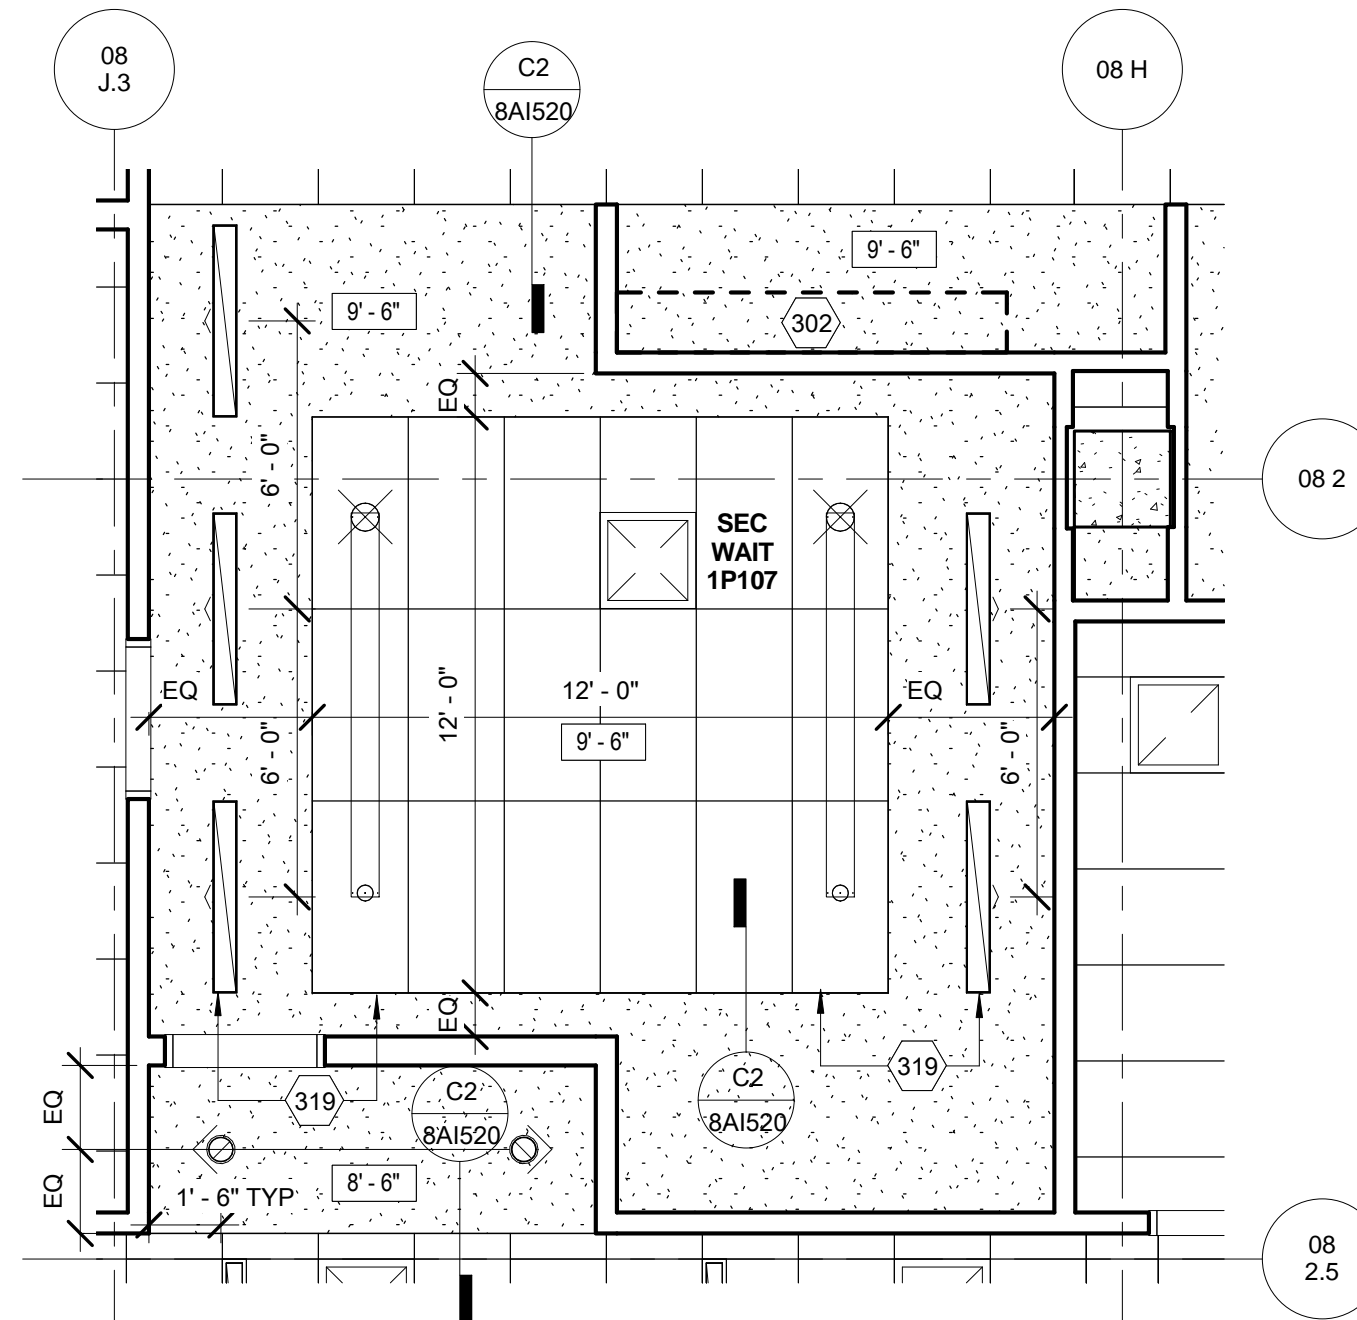 08
J.3
C2
8AI520
08 H
9' - 6"
9' - 6"
302
EQ
6' - 0"
08 2
SEC
WAIT
1P107
EQ
12' - 0"
12' - 0"
EQ
9' - 6"
6' - 0"
6' - 0"
EQ
319
319
C2
8AI520
C2
8AI520
EQ
8' - 6"
EQ
1' - 6" TYP
08
2.5